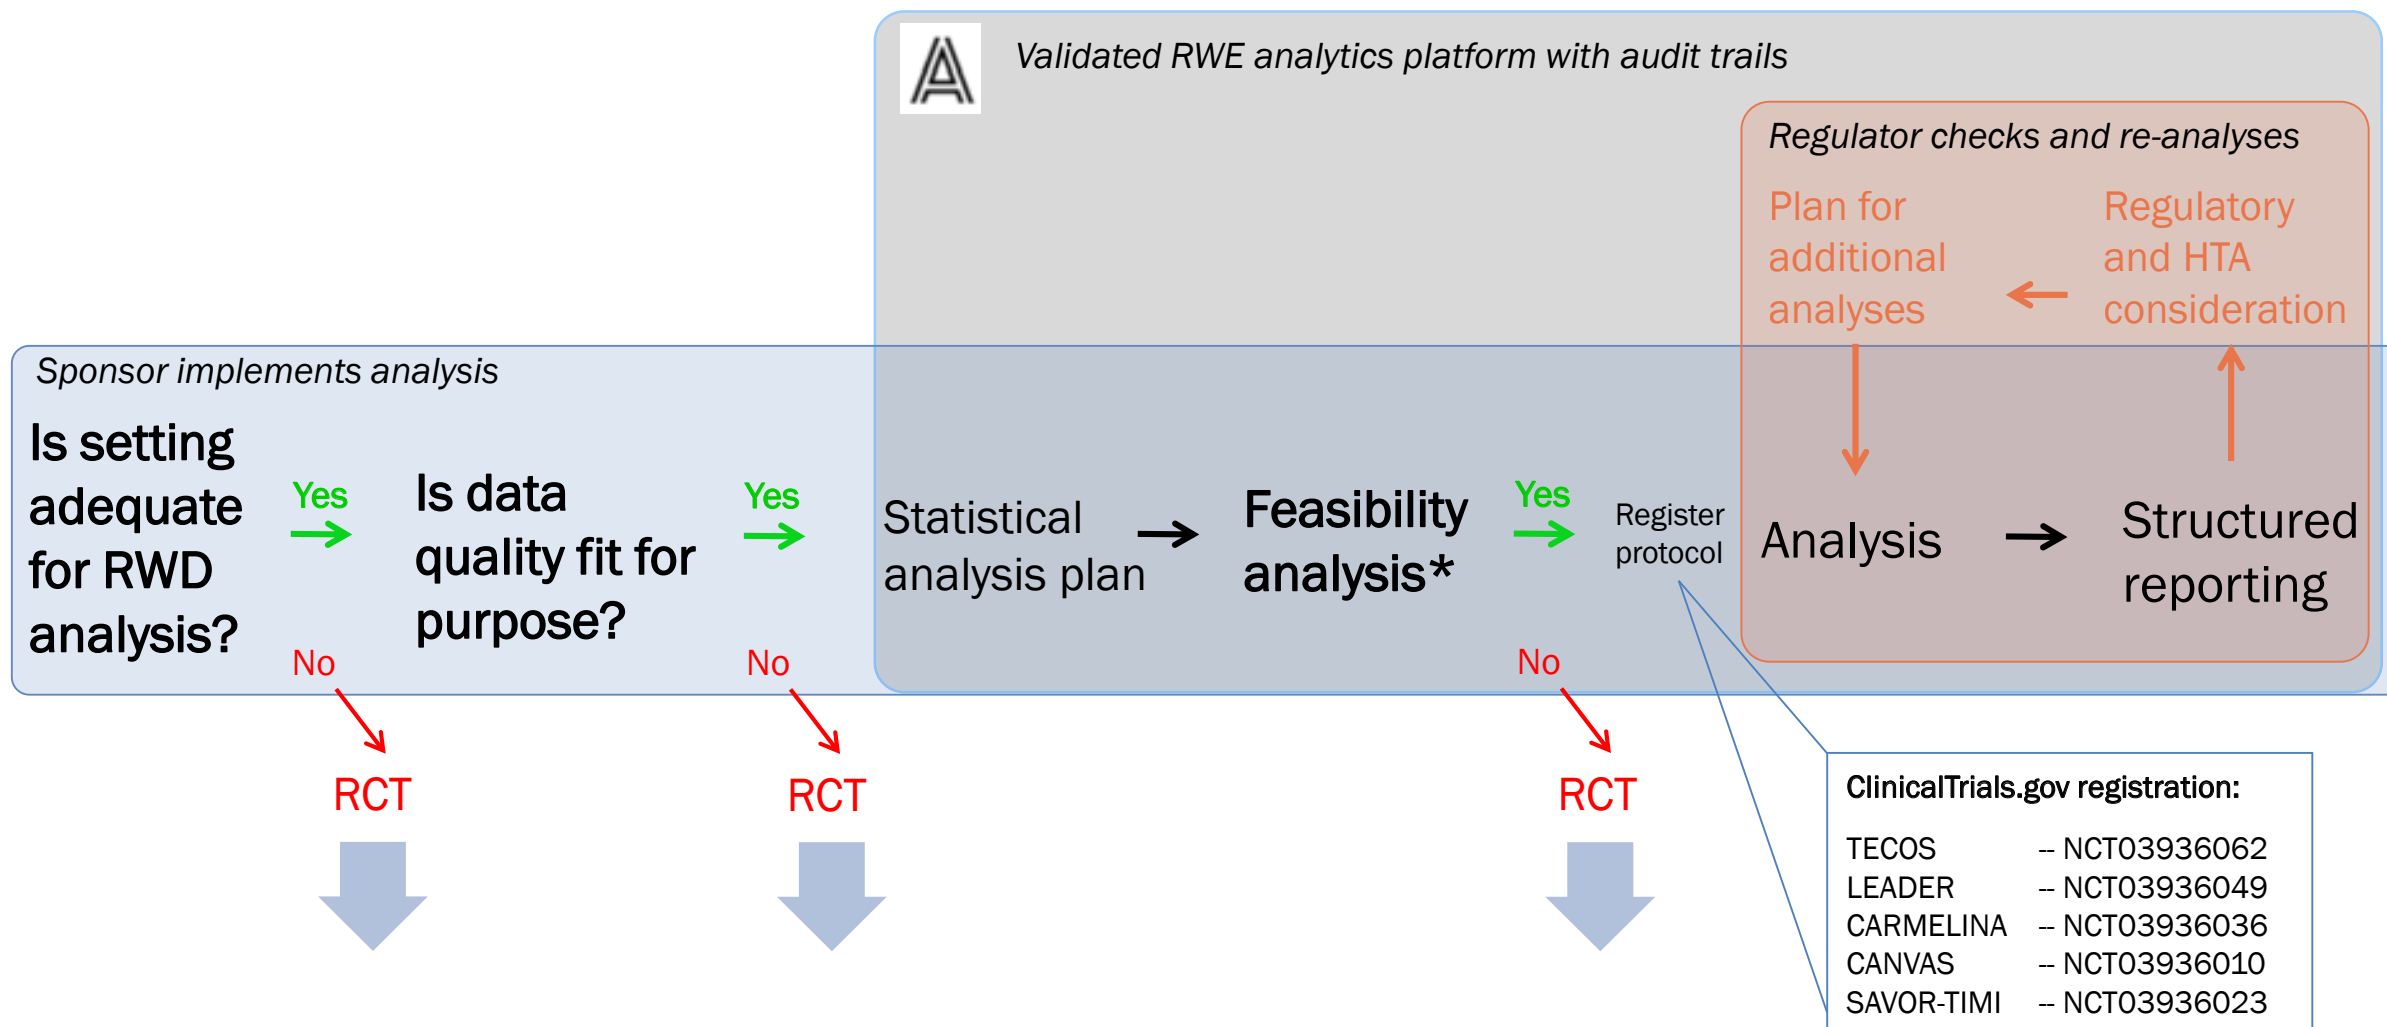 Validated RWE analytics platform with audit trails
Regulator checks and re-analyses
Plan for
additional
analyses
Regulatory
and HTA
consideration
Sponsor implements analysis
Is setting
adequate
for RWD
analysis?
Yes
No
RCT
Is data
quality fit for
purpose?
Yes
No
RCT
Statistical
analysis plan
Feasibility
analysis*
Yes
No
RCT
Register
protocol
Analysis
Structured
reporting
ClinicalTrials.gov registration:
TECOS -- NCT03936062
LEADER -- NCT03936049
CARMELINA -- NCT03936036
CANVAS -- NCT03936010
SAVOR-TIMI -- NCT03936023